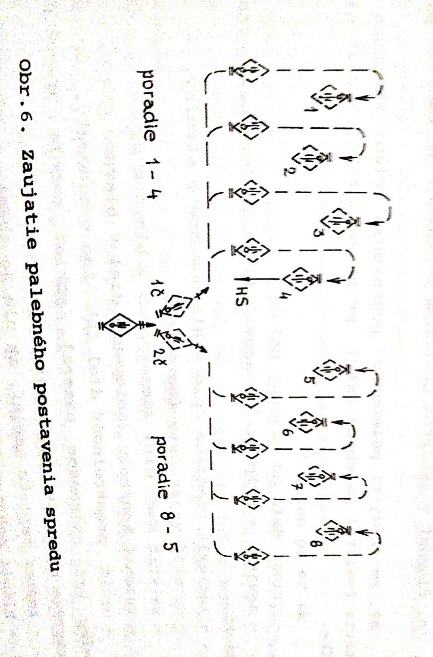 1
2
3
4
HS
5
6
7
8
1č
2č
poradie 1 - 4
poradie 8 - 5
Obr.6. Zaujatie palebného postavenia spredu